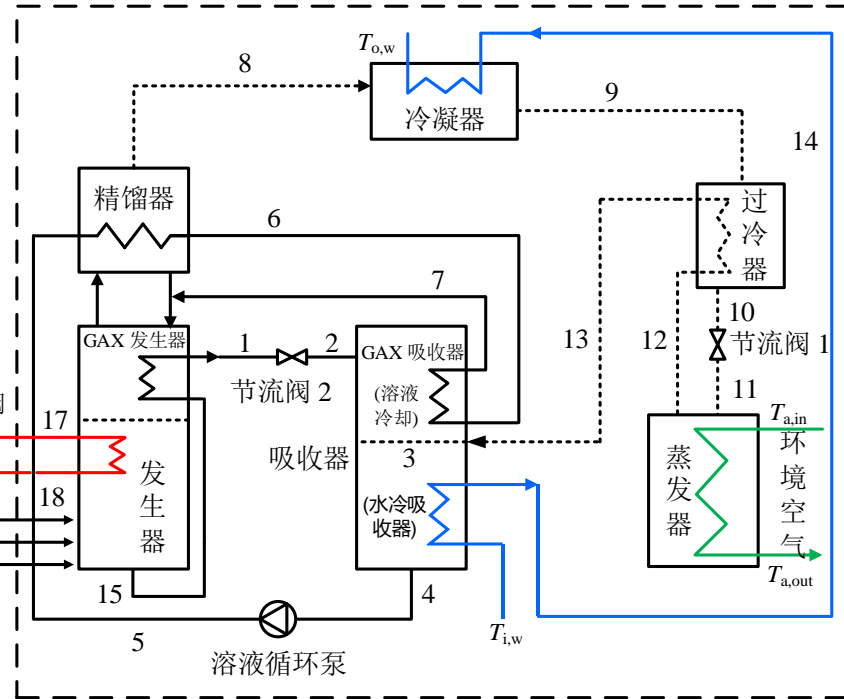 T_o,w
8
9
冷凝器
14
精馏器
6
过
冷
器
7
10
GAX 发生器
1
2
GAX 吸收器
13
12
节流阀 1
节流阀 2
(溶液
冷却)
11
T_a,in
17
吸收器
3
环
境
空
气
蒸
发
器
发
生
器
18
(水冷吸
收器)
T_a,out
15
4
5
T_i,w
溶液循环泵